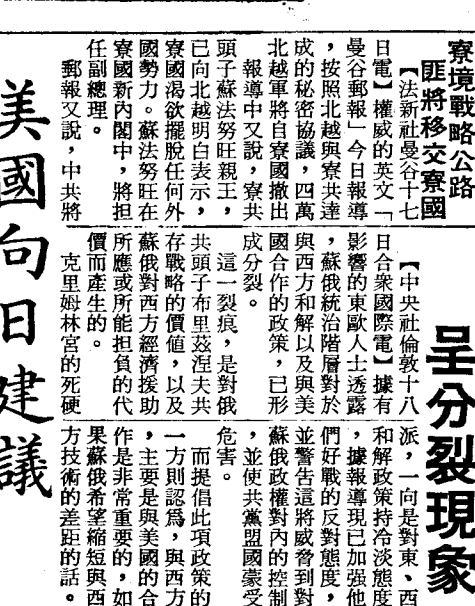 寮境戰略公路
匪將移交寮國
【法新社曼谷十七
日電】權威的英文「
曼谷郵報」今日報導
，按照北越與寮共達
成的秘密協議，四萬
北越軍將自寮國撤出
報導中又說，寮共
頭子蘇法努旺親王，
已向北越明白表示，
寮國渴欲擺脫任何外
國勢力。蘇法努旺在
寮國新內閣中，將担
任副總理。
郵報又說，中共將
呈分裂現象
【中央社倫敦十八
日合衆國際電】據有
影響的東歐人士透露
，蘇俄統治階層對於
與西方和解以及與美
國合作的政策，已形
成分裂。
這一裂痕，是對俄
共頭子布里茲湼夫共
存戰略的價値，以及
蘇俄對西方經濟援助
所應或所能担負的代
價而產生的。
克里姆林宮的死硬
派，一向是對東、西
和解政策持冷淡態度
，據報導現已加强他
們好戰的反對態度，
並警告這將威脅到對
蘇俄政權對內的控制
，並使共黨盟國蒙受
危害。
而提倡此項政策的
一方則認爲，與西方
，主要是與美國的合
作是非常重要的，如
果蘇俄希望縮短與西
方技術的差距的話。
美國向日建議